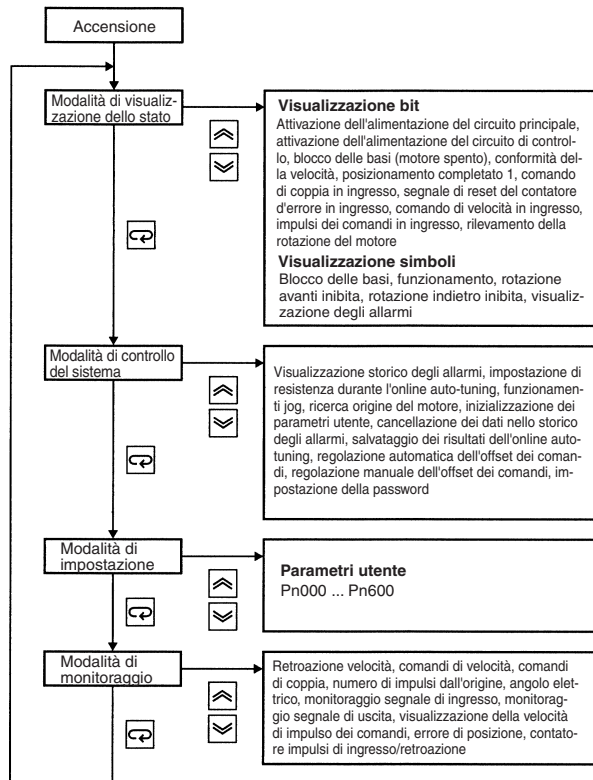 Accensione
Modalità di visualiz-
zazione dello stato
Visualizzazione bit
Attivazione dell'alimentazione del circuito principale,
attivazione dell'alimentazione del circuito di control-
lo, blocco delle basi (motore spento), conformità del-
la velocità, posizionamento completato 1, comando
di coppia in ingresso, segnale di reset del contatore
d'errore in ingresso, comando di velocità in ingresso,
impulsi dei comandi in ingresso, rilevamento della
rotazione del motore
Visualizzazione simboli
Blocco delle basi, funzionamento, rotazione
avanti inibita, rotazione indietro inibita, visualiz-
zazione degli allarmi
Modalità di controllo
del sistema
Visualizzazione storico degli allarmi, impostazione di
resistenza durante l'online auto-tuning, funzionamen-
ti jog, ricerca origine del motore, inizializzazione dei
parametri utente, cancellazione dei dati nello storico
degli allarmi, salvataggio dei risultati dell'online auto-
tuning, regolazione automatica dell'offset dei coman-
di, regolazione manuale dell'offset dei comandi, im-
postazione della password
Modalità di
impostazione
Parametri utente
Pn000 ... Pn600
Modalità di
monitoraggio
Retroazione velocità, comandi di velocità, comandi
di coppia, numero di impulsi dall'origine, angolo elet-
trico, monitoraggio segnale di ingresso, monitorag-
gio segnale di uscita, visualizzazione della velocità
di impulso dei comandi, errore di posizione, contato-
re impulsi di ingresso/retroazione